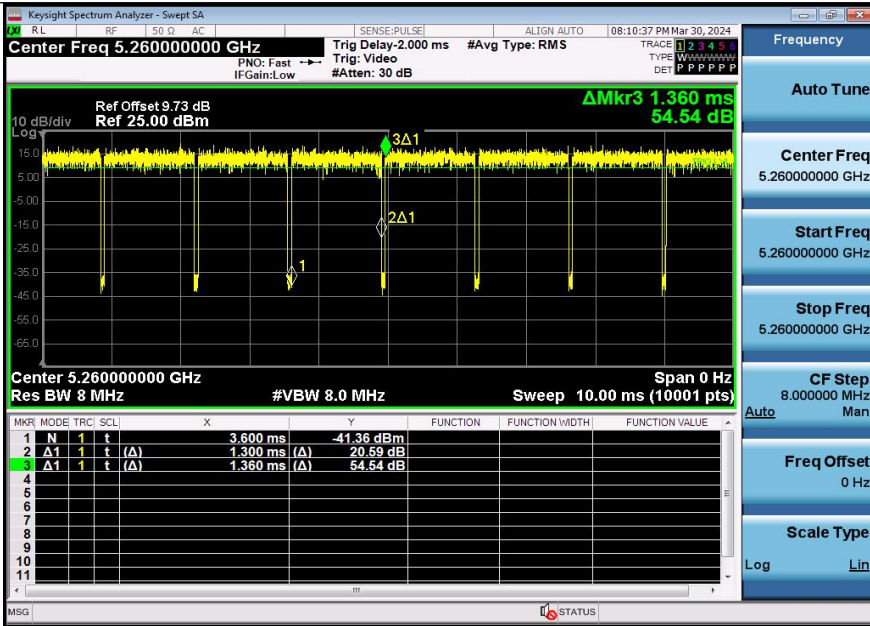 Keysight Spectrum Analyzer - Swept SA
LXI RL RF 50 Ω AC SENSE:PULSE ALIGN AUTO 08:10:37 PM Mar 30, 2024
Center Freq 5.260000000 GHz
PNO: Fast
IFGain:Low
Trig Delay-2.000 ms
Trig: Video
#Atten: 30 dB
#Avg Type: RMS
TRACE 1 2 3 4 5 6
TYPE WWWWWW
DET P P P P P P
ΔMkr3 1.360 ms
54.54 dB
Ref Offset 9.73 dB
10 dB/div Ref 25.00 dBm
Log
15.0
5.00
-5.00
-15.0
-25.0
-35.0
-45.0
-55.0
-65.0
3Δ1
2Δ1
1
Center 5.260000000 GHz Span 0 Hz
Res BW 8 MHz #VBW 8.0 MHz Sweep 10.00 ms (10001 pts)
MKR MODE TRC SCL X Y FUNCTION FUNCTION WIDTH FUNCTION VALUE
1 N 1 t 3.600 ms -41.36 dBm
2 Δ1 1 t (Δ) 1.300 ms (Δ) 20.59 dB
3 Δ1 1 t (Δ) 1.360 ms (Δ) 54.54 dB
4
5
6
7
8
9
10
11
MSG STATUS
Frequency
Auto Tune
Center Freq
5.260000000 GHz
Start Freq
5.260000000 GHz
Stop Freq
5.260000000 GHz
CF Step
8.000000 MHz
Auto Man
Freq Offset
0 Hz
Scale Type
Log Lin